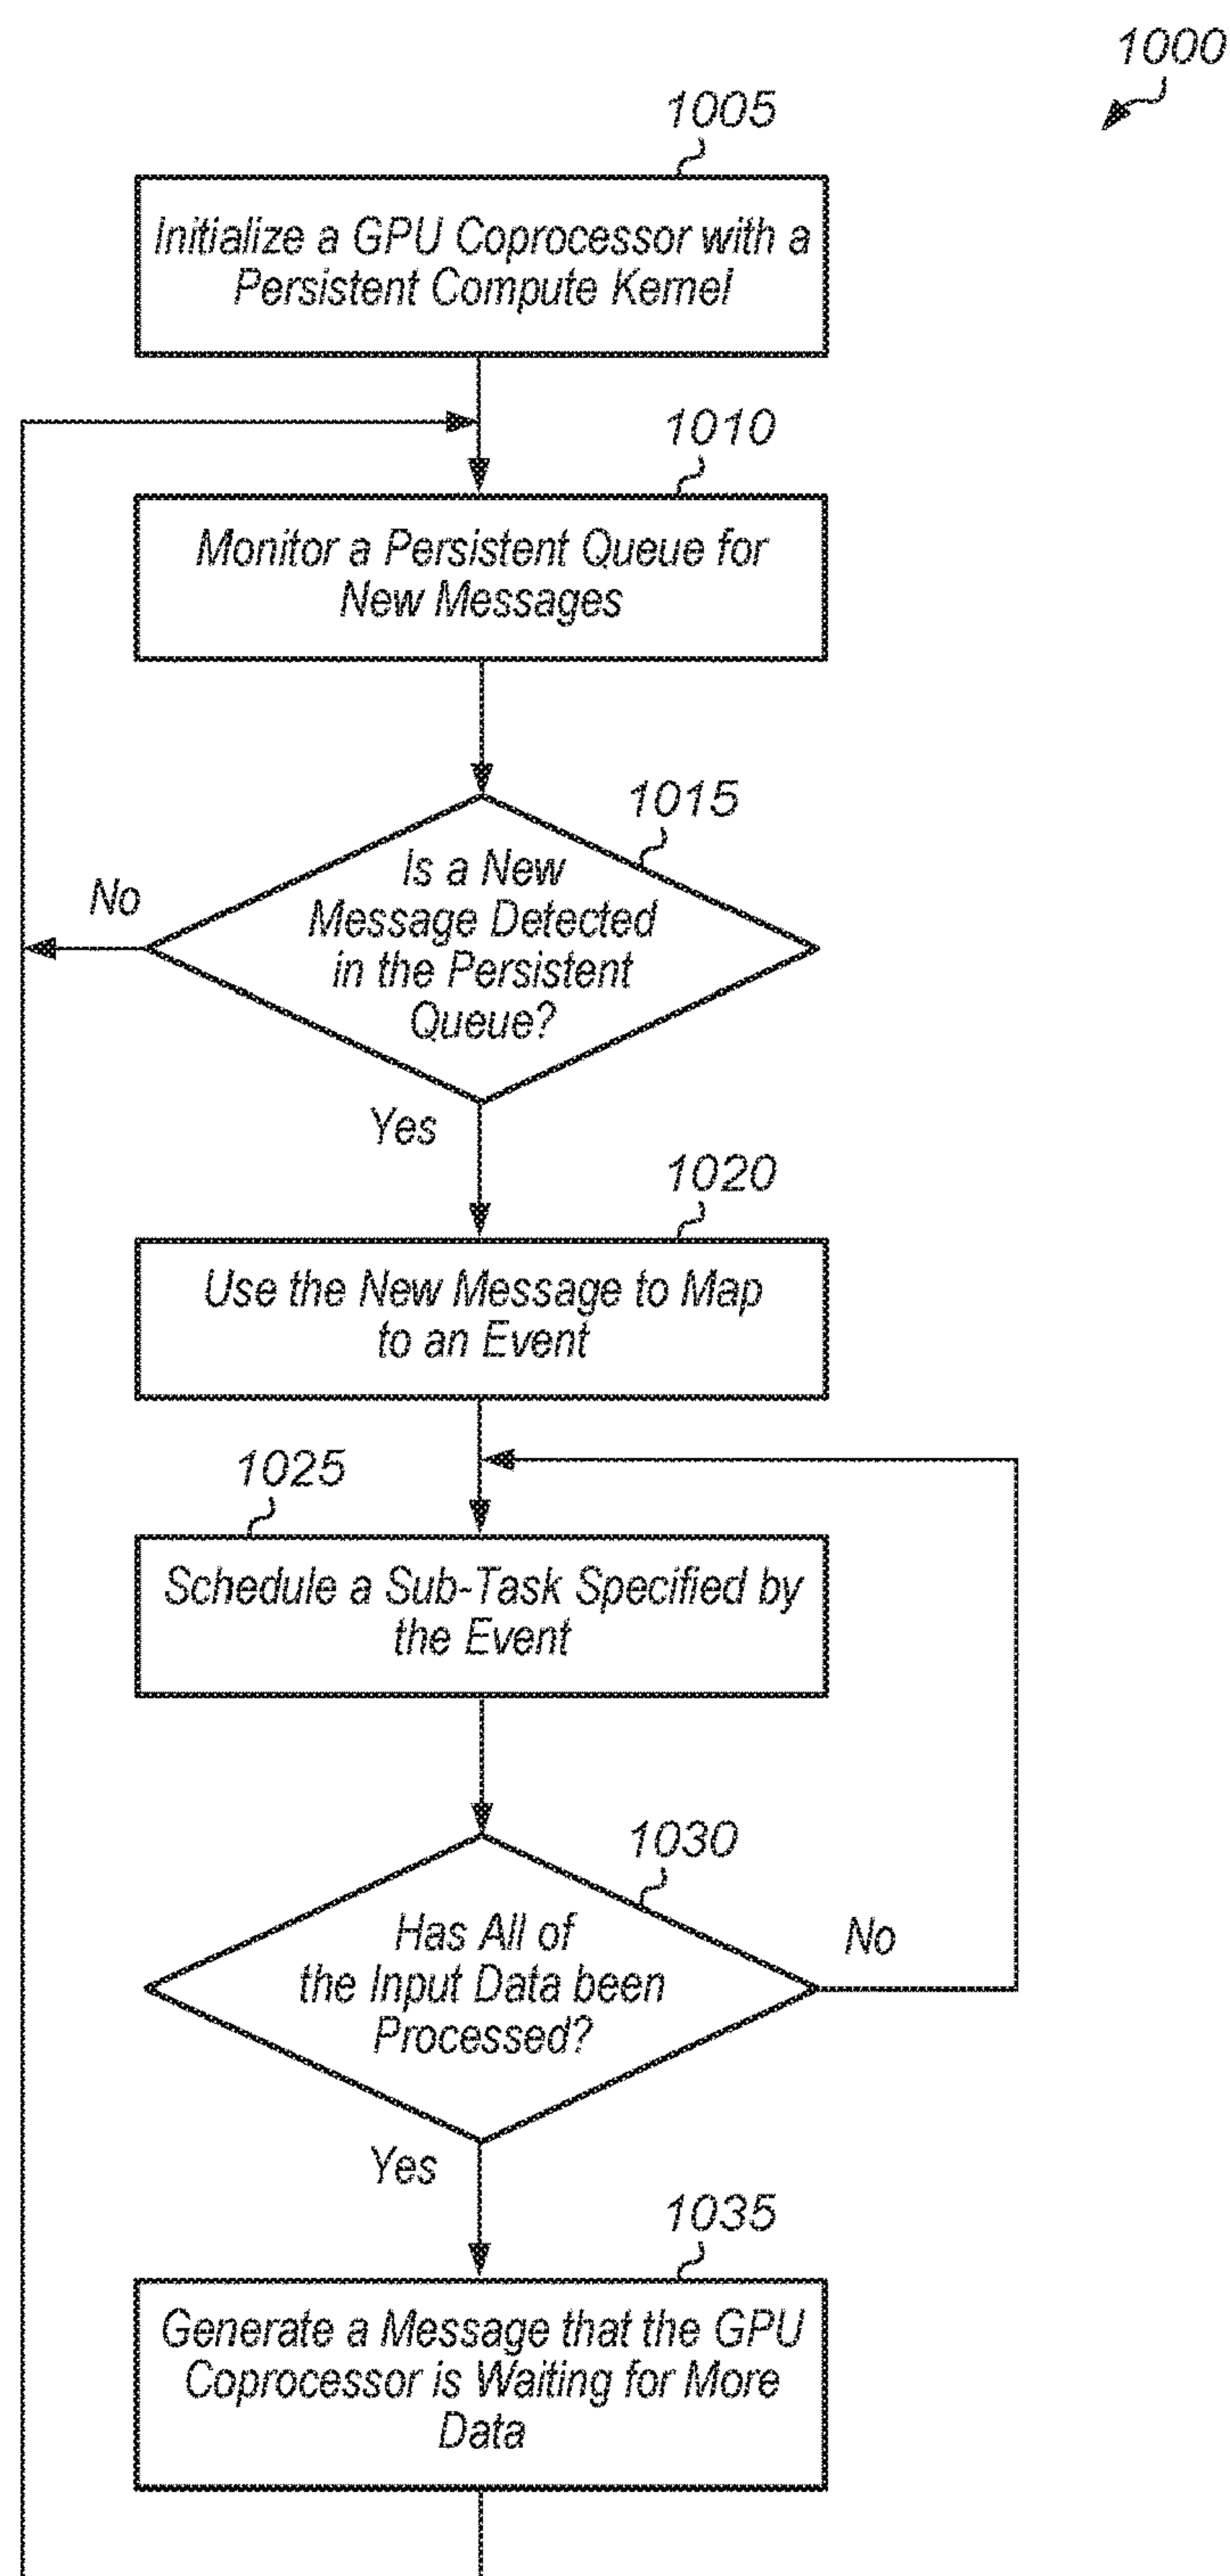 1000
1005
Initialize a GPU Coprocessor with a
Persistent Compute Kernel
1010
Monitor a Persistent Queue for
New Messages
1015
Is a New
Message Detected
in the Persistent
Queue?
No
Yes
1020
Use the New Message to Map
to an Event
1025
Schedule a Sub-Task Specified by
the Event
1030
Has All of
the Input Data been
Processed?
No
Yes
1035
Generate a Message that the GPU
Coprocessor is Waiting for More
Data